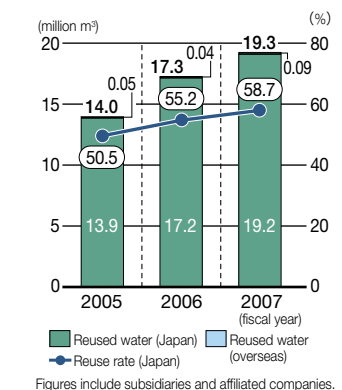 (million m³) (%)
20 17.3 0.04 19.3 0.09 80
15 14.0 0.05 55.2 58.7 60
10 50.5 40
5 13.9 17.2 19.2 20
0 0
2005 2006 2007
(fiscal year)
Reused water (Japan) Reused water
(overseas)
Reuse rate (Japan)
Figures include subsidiaries and affiliated companies.